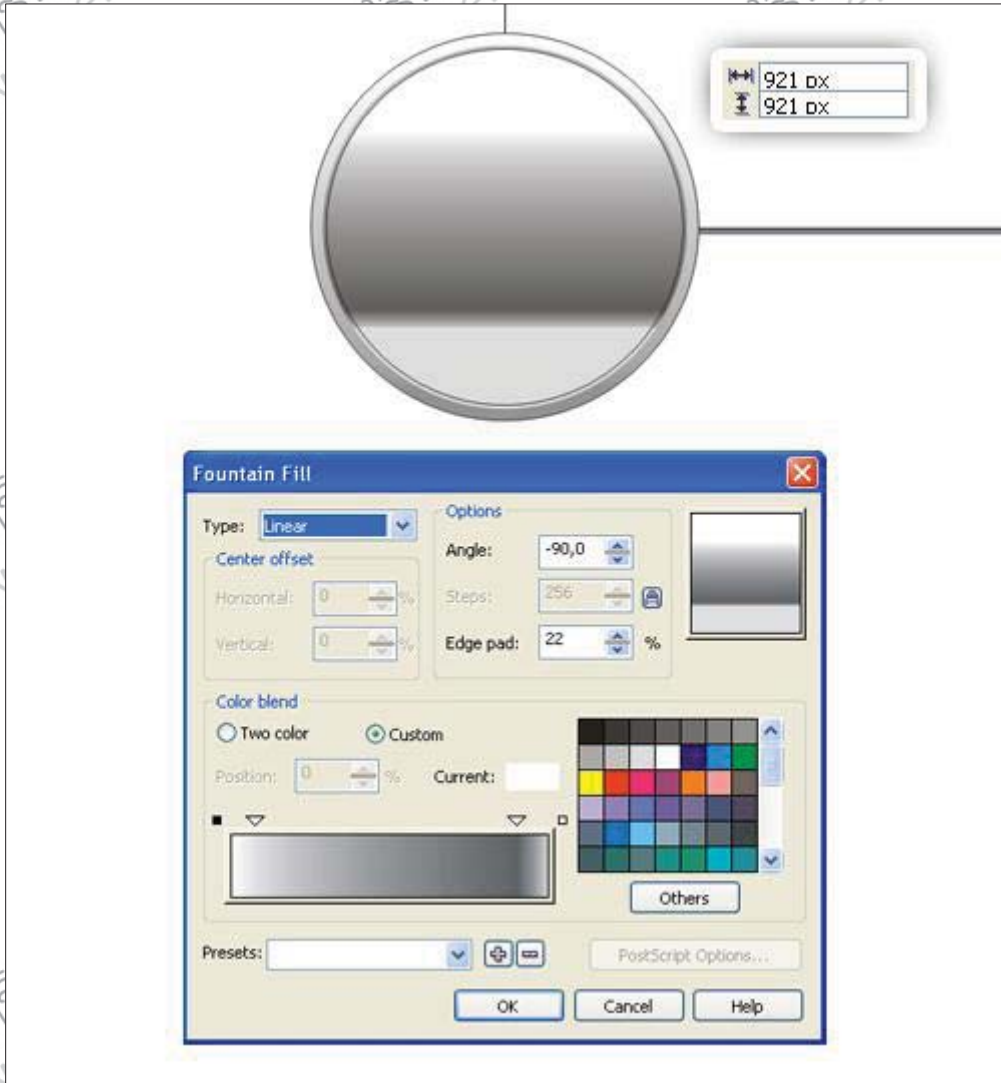 921 px
921 px
Fountain Fill
Type: Linear
Options
Angle: -90,0
Steps: 256
Edge pad: 22 %
Center offset
Horizontal: 0 %
Vertical: 0 %
Color blend
Two color Custom
Position: 0 % Current:
Others
Presets: PostScript Options...
OK Cancel Help